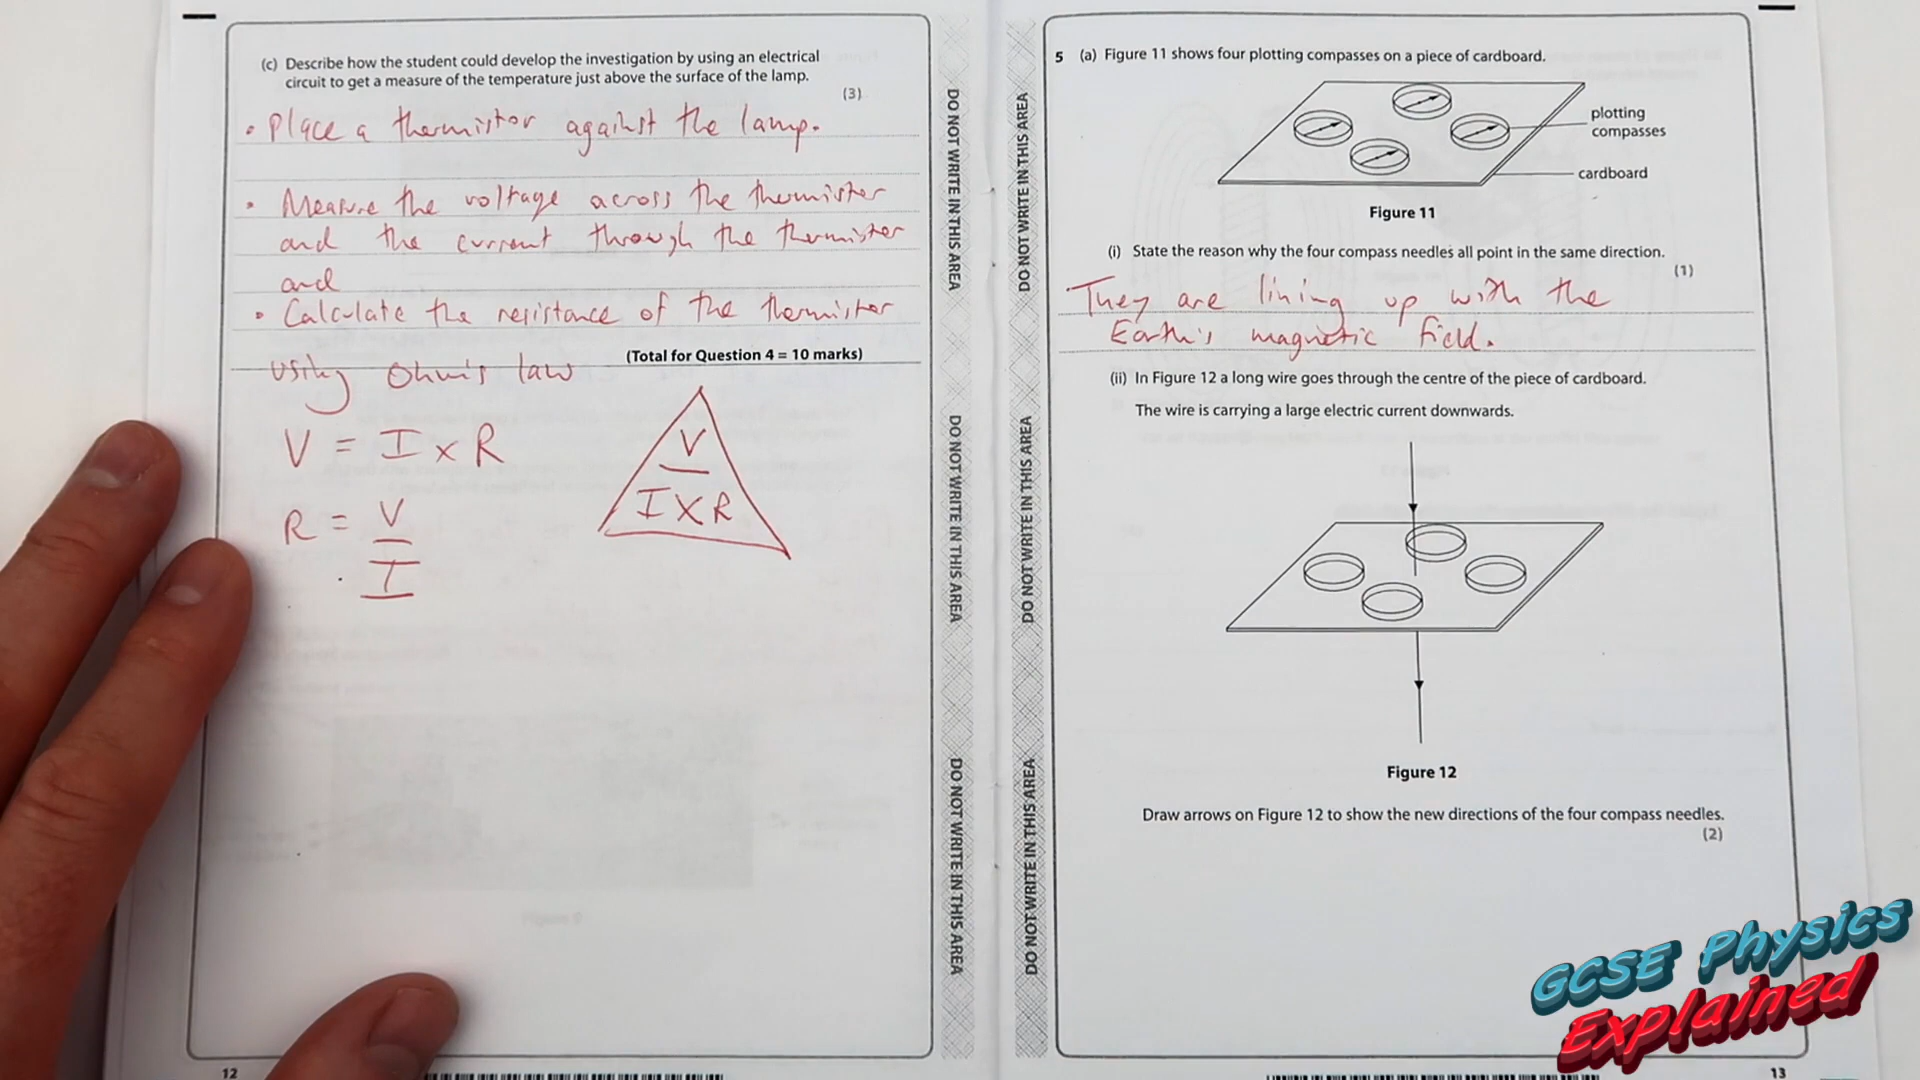 (c) Describe how the student could develop the investigation by using an electrical
circuit to get a measure of the temperature just above the surface of the lamp.
(3)
• Place a thermistor against the lamp.
• Measure the voltage across the thermister
and the current through the thermister
and
• Calculate the resistance of the thermister
using Ohm's law
(Total for Question 4 = 10 marks)
V = I x R
R = V
I
V
I X R
12
DO NOT WRITE IN THIS AREA
DO NOT WRITE IN THIS AREA
DO NOT WRITE IN THIS AREA
DO NOT WRITE IN THIS AREA
DO NOT WRITE IN THIS AREA
DO NOT WRITE IN THIS AREA
5 (a) Figure 11 shows four plotting compasses on a piece of cardboard.
plotting
compasses
cardboard
Figure 11
(i) State the reason why the four compass needles all point in the same direction.
(1)
They are lining up with the
Earth's magnetic field.
(ii) In Figure 12 a long wire goes through the centre of the piece of cardboard.
The wire is carrying a large electric current downwards.
Figure 12
Draw arrows on Figure 12 to show the new directions of the four compass needles.
(2)
13
GCSE Physics
Explained